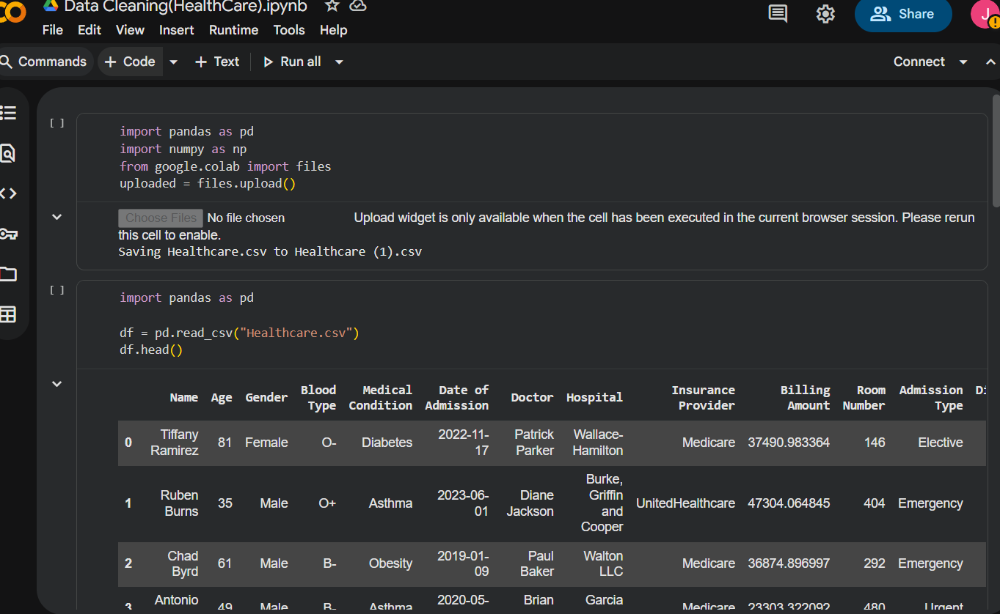 Data Cleaning(HealthCare).ipynb
File Edit View Insert Runtime Tools Help
Share
J
Commands + Code + Text Run all
Connect
[ ]
import pandas as pd
import numpy as np
from google.colab import files
uploaded = files.upload()
Choose Files No file chosen Upload widget is only available when the cell has been executed in the current browser session. Please rerun
this cell to enable.
Saving Healthcare.csv to Healthcare (1).csv
[ ]
import pandas as pd
df = pd.read_csv("Healthcare.csv")
df.head()
Name Age Gender Blood Type Medical Condition Date of Admission Doctor Hospital Insurance Provider Billing Amount Room Number Admission Type
0 Tiffany Ramirez 81 Female O- Diabetes 2022-11-17 Patrick Parker Wallace-Hamilton Medicare 37490.983364 146 Elective
1 Ruben Burns 35 Male O+ Asthma 2023-06-01 Diane Jackson Burke, Griffin and Cooper UnitedHealthcare 47304.064845 404 Emergency
2 Chad Byrd 61 Male B- Obesity 2019-01-09 Paul Baker Walton LLC Medicare 36874.896997 292 Emergency
3 Antonio 49 Male B- Asthma 2020-05- Brian Garcia Medicare 23303.322092 480 Urgent